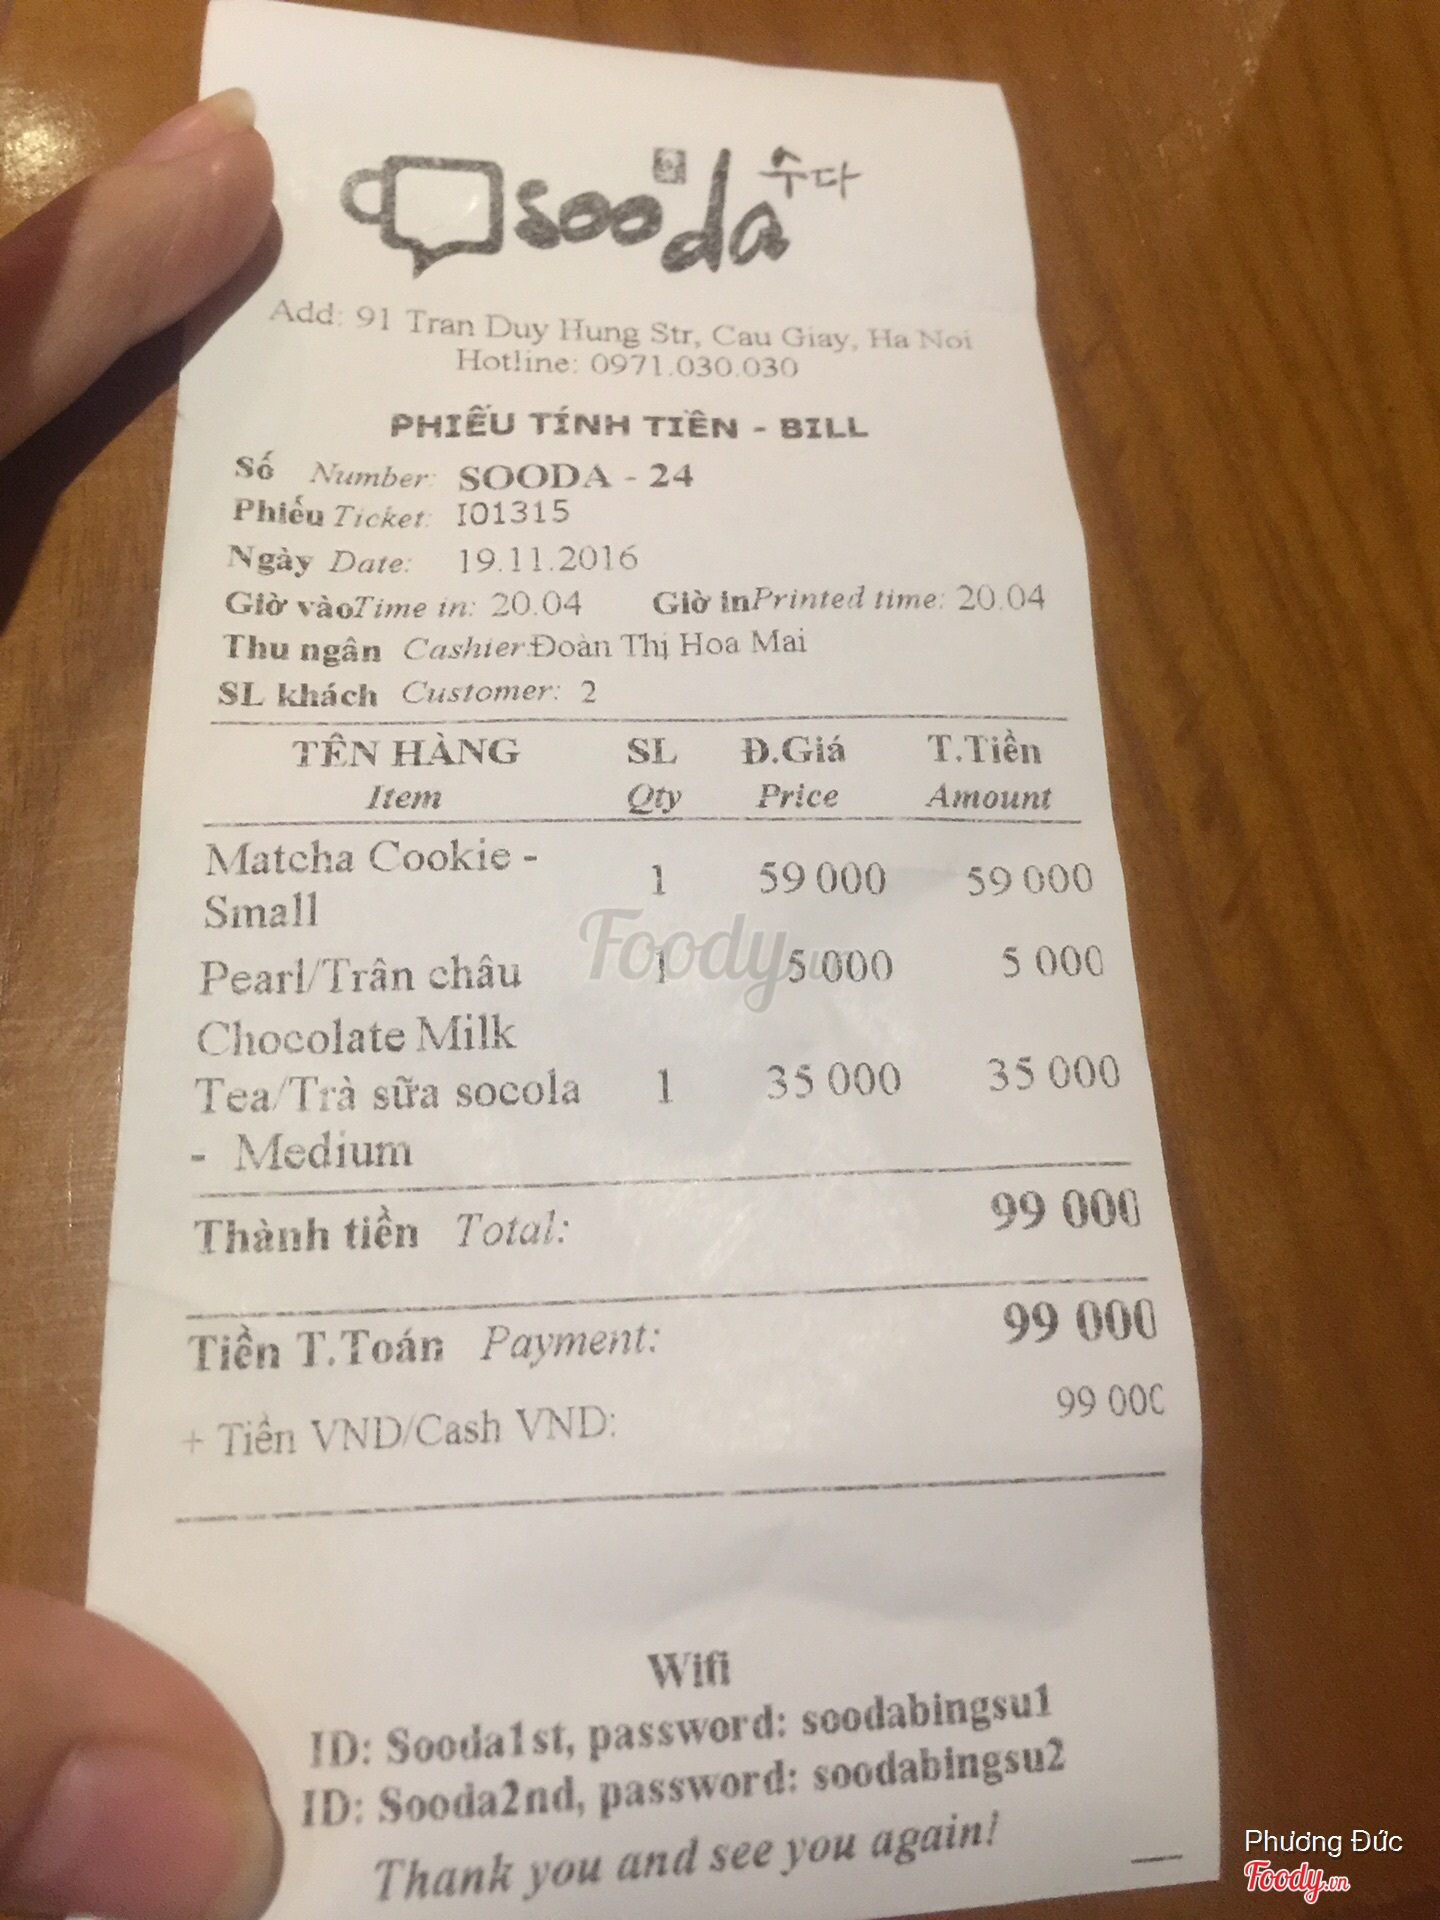 sooda 수다
Add: 91 Tran Duy Hung Str, Cau Giay, Ha Noi
Hotline: 0971.030.030
PHIẾU TÍNH TIỀN - BILL
Số Number: SOODA - 24
Phiếu Ticket: I01315
Ngày Date: 19.11.2016
Giờ vào Time in: 20.04 Giờ in Printed time: 20.04
Thu ngân Cashier: Đoàn Thị Hoa Mai
SL khách Customer: 2
TÊN HÀNG SL Đ.Giá T.Tiền
Item Qty Price Amount
Matcha Cookie -
Small 1 59 000 59 000
Pearl/Trân châu 1 5 000 5 000
Chocolate Milk
Tea/Trà sữa socola 1 35 000 35 000
- Medium
Thành tiền Total: 99 000
Tiền T.Toán Payment: 99 000
+ Tiền VND/Cash VND: 99 000
Wifi
ID: Sooda1st, password: soodabingsu1
ID: Sooda2nd, password: soodabingsu2
Thank you and see you again!
Foody.vn
Phương Đức
Foody.vn